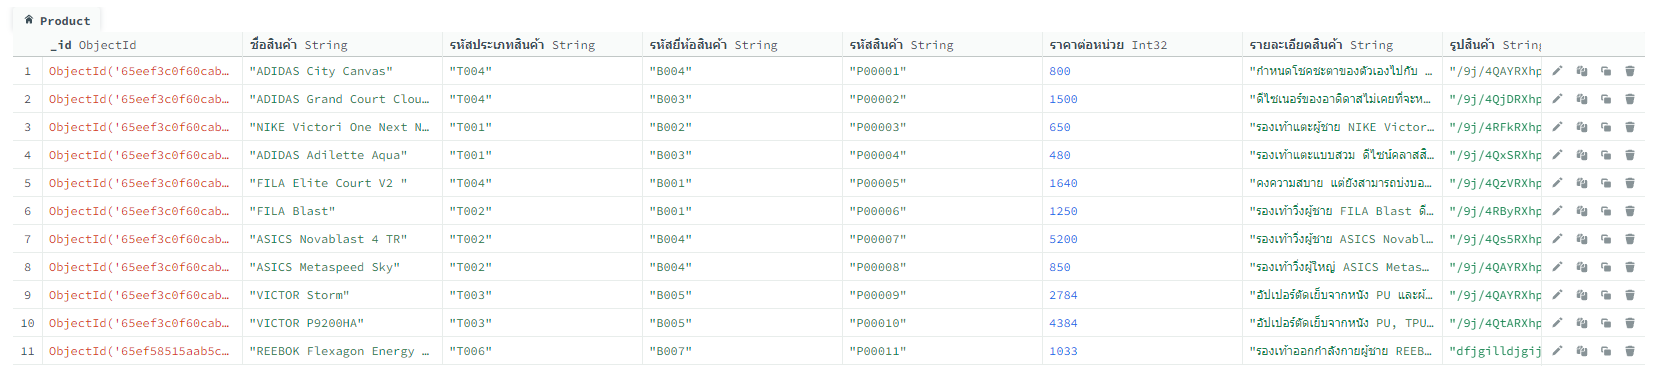 Product
_id ObjectId ชื่อสินค้า String รหัสประเภทสินค้า String รหัสยี่ห้อสินค้า String รหัสสินค้า String ราคาต่อหน่วย Int32 รายละเอียดสินค้า String รูปสินค้า String
1 ObjectId('65eef3c0f60cab… "ADIDAS City Canvas" "T004" "B004" "P00001" 800 "กำหนดโชคชะตาของตัวเองไปกับ … "/9j/4QAYRXhp
2 ObjectId('65eef3c0f60cab… "ADIDAS Grand Court Clou… "T004" "B003" "P00002" 1500 "ดีไซเนอร์ของอาดิดาสไม่เคยที่จะห… "/9j/4QjDRXhp
3 ObjectId('65eef3c0f60cab… "NIKE Victori One Next N… "T001" "B002" "P00003" 650 "รองเท้าแตะผู้ชาย NIKE Victor… "/9j/4RFkRXhp
4 ObjectId('65eef3c0f60cab… "ADIDAS Adilette Aqua" "T001" "B003" "P00004" 480 "รองเท้าแตะแบบสวม ดีไซน์คลาสสิ… "/9j/4QxSRXhp
5 ObjectId('65eef3c0f60cab… "FILA Elite Court V2 " "T004" "B001" "P00005" 1640 "คงความสบาย แต่ยังสามารถบ่งบอ… "/9j/4QzVRXhp
6 ObjectId('65eef3c0f60cab… "FILA Blast" "T002" "B001" "P00006" 1250 "รองเท้าวิ่งผู้ชาย FILA Blast ดี… "/9j/4RByRXhp
7 ObjectId('65eef3c0f60cab… "ASICS Novablast 4 TR" "T002" "B004" "P00007" 5200 "รองเท้าวิ่งผู้ชาย ASICS Novabl… "/9j/4Qs5RXhp
8 ObjectId('65eef3c0f60cab… "ASICS Metaspeed Sky" "T002" "B004" "P00008" 850 "รองเท้าวิ่งผู้ใหญ่ ASICS Metas… "/9j/4QAYRXhp
9 ObjectId('65eef3c0f60cab… "VICTOR Storm" "T003" "B005" "P00009" 2784 "อัปเปอร์ตัดเย็บจากหนัง PU และผ้… "/9j/4QAYRXhp
10 ObjectId('65eef3c0f60cab… "VICTOR P9200HA" "T003" "B005" "P00010" 4384 "อัปเปอร์ตัดเย็บจากหนัง PU, TPU… "/9j/4QtARXhp
11 ObjectId('65ef58515aab5c… "REEBOK Flexagon Energy … "T006" "B007" "P00011" 1033 "รองเท้าออกกำลังกายผู้ชาย REEB… "dfjgilldjgij